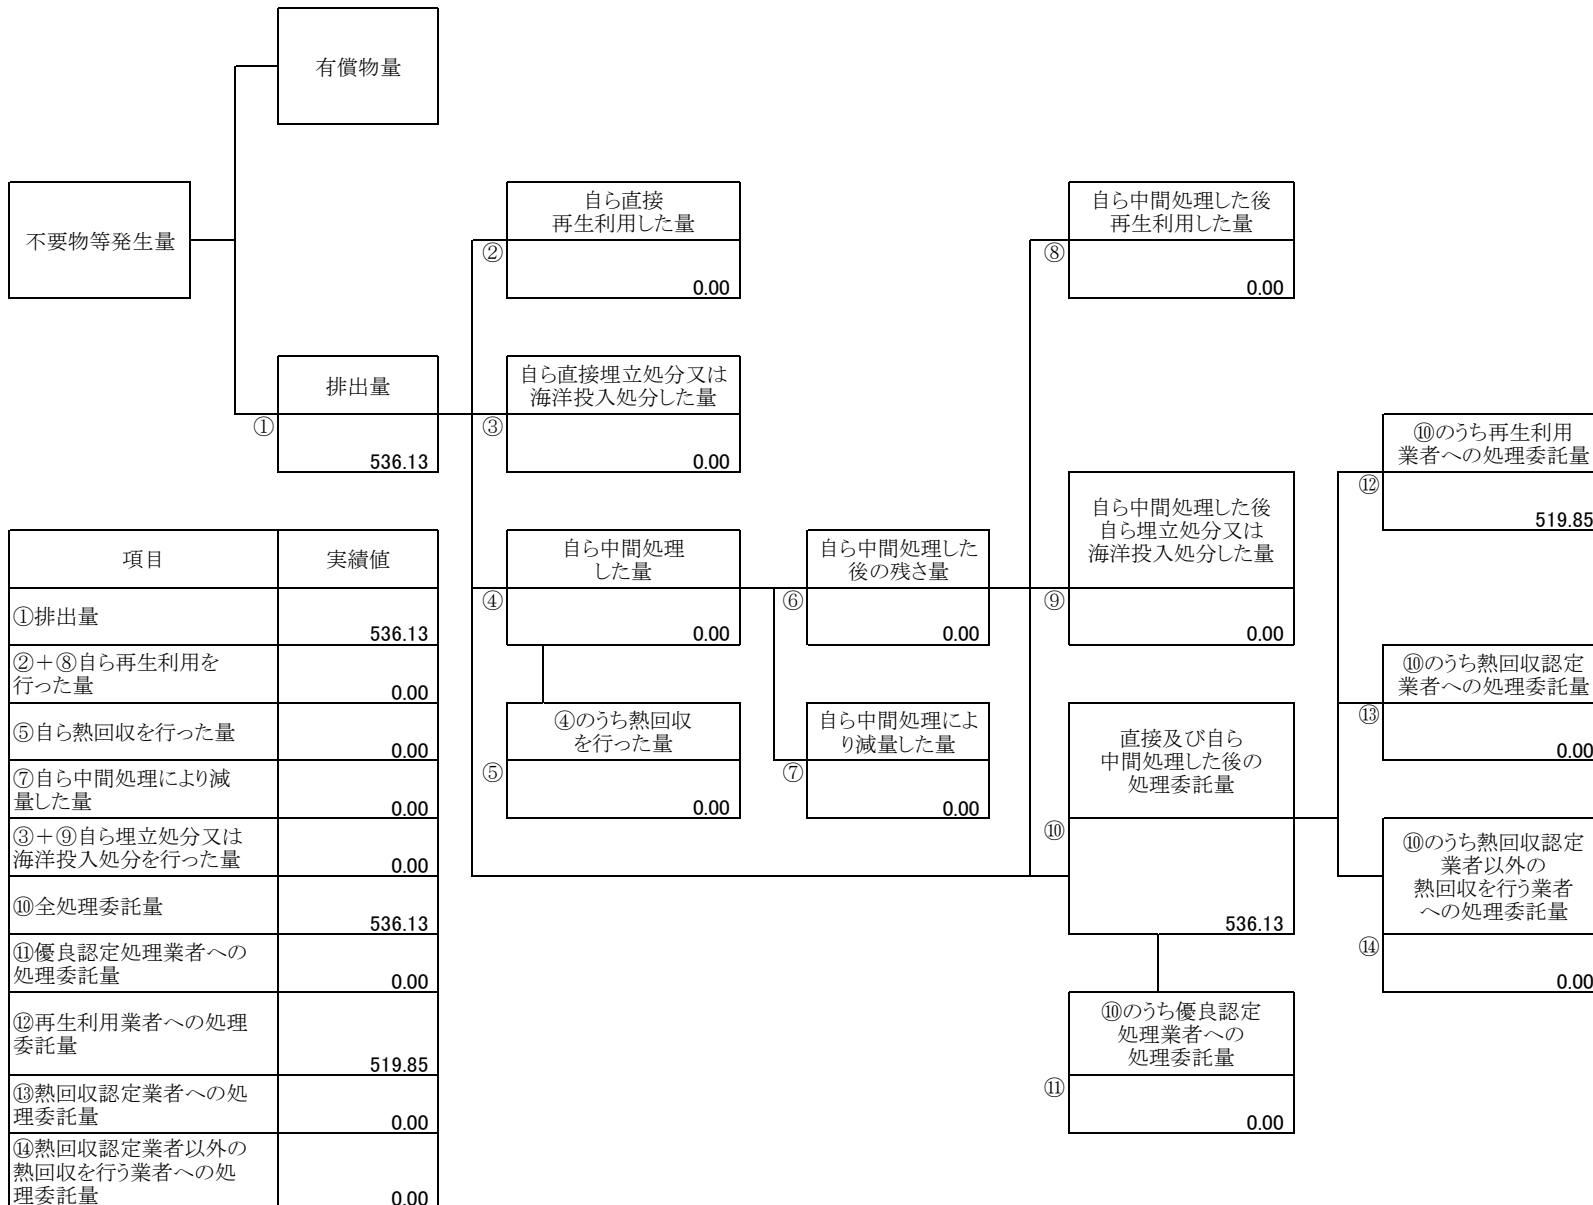 有償物量
不要物等発生量
自ら直接
再生利用した量
②
0.00
自ら中間処理した後
再生利用した量
⑧
0.00
排出量
①
536.13
自ら直接埋立処分又は
海洋投入処分した量
③
0.00
⑩のうち再生利用
業者への処理委託量
⑫
519.85
自ら中間処理
した量
④
0.00
自ら中間処理した
後の残さ量
⑥
0.00
自ら中間処理した後
自ら埋立処分又は
海洋投入処分した量
⑨
0.00
⑩のうち熱回収認定
業者への処理委託量
⑬
0.00
④のうち熱回収
を行った量
⑤
0.00
自ら中間処理によ
り減量した量
⑦
0.00
直接及び自ら
中間処理した後の
処理委託量
⑩
536.13
⑩のうち熱回収認定
業者以外の
熱回収を行う業者
への処理委託量
⑭
0.00
⑩のうち優良認定
処理業者への
処理委託量
⑪
0.00
項目 実績値
①排出量
536.13
②＋⑧自ら再生利用を
行った量
0.00
⑤自ら熱回収を行った量
0.00
⑦自ら中間処理により減
量した量
0.00
③＋⑨自ら埋立処分又は
海洋投入処分を行った量
0.00
⑩全処理委託量
536.13
⑪優良認定処理業者への
処理委託量
0.00
⑫再生利用業者への処理
委託量
519.85
⑬熱回収認定業者への処
理委託量
0.00
⑭熱回収認定業者以外の
熱回収を行う業者への処
理委託量
0.00